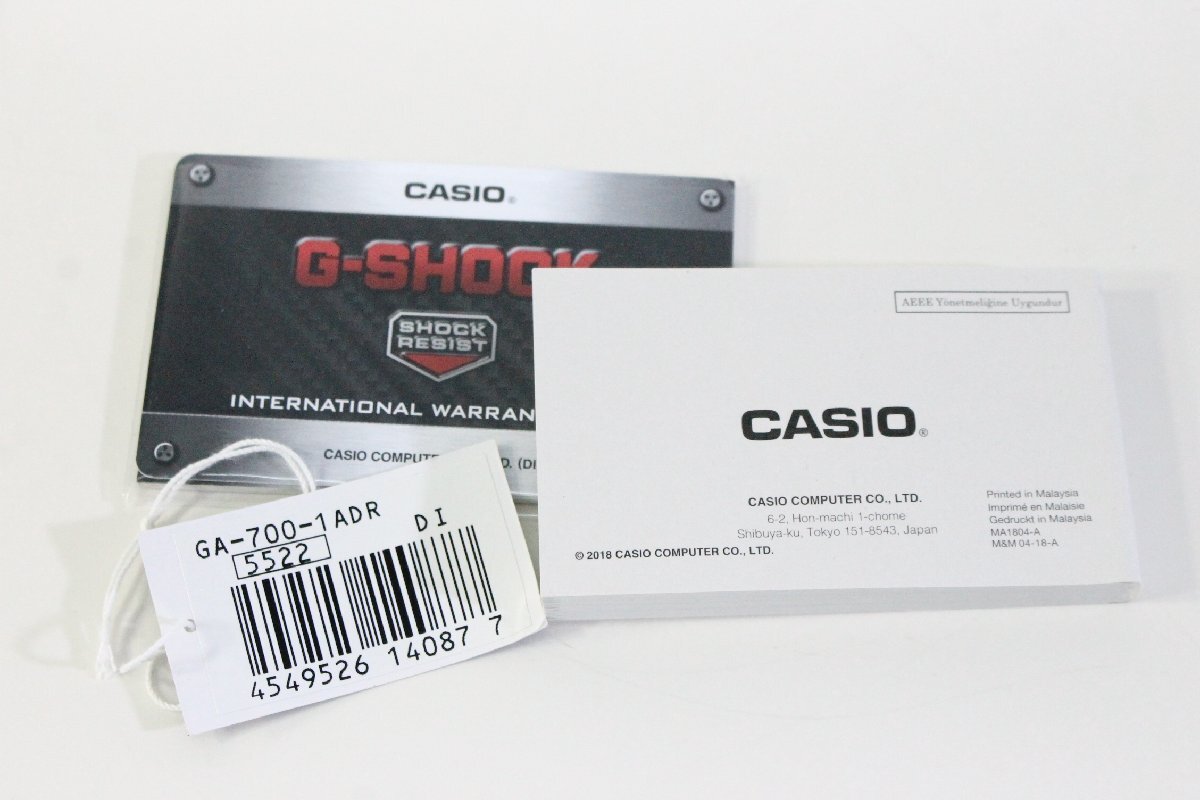 CASIO®
G-SHOCK
SHOCK
RESIST
INTERNATIONAL
CASIO
GA-700-1ADR
DI
5522
4549526 14087 7
AEEE Yönetmeliğine Uygundur
CASIO®
CASIO COMPUTER CO., LTD.
6-2, Hon-machi 1-chome
Shibuya-ku, Tokyo 151-8543, Japan
© 2018 CASIO COMPUTER CO., LTD.
Printed in Malaysia
Imprimé en Malaisie
Gedruckt in Malaysia
MA1804-A
M&M 04-18-A